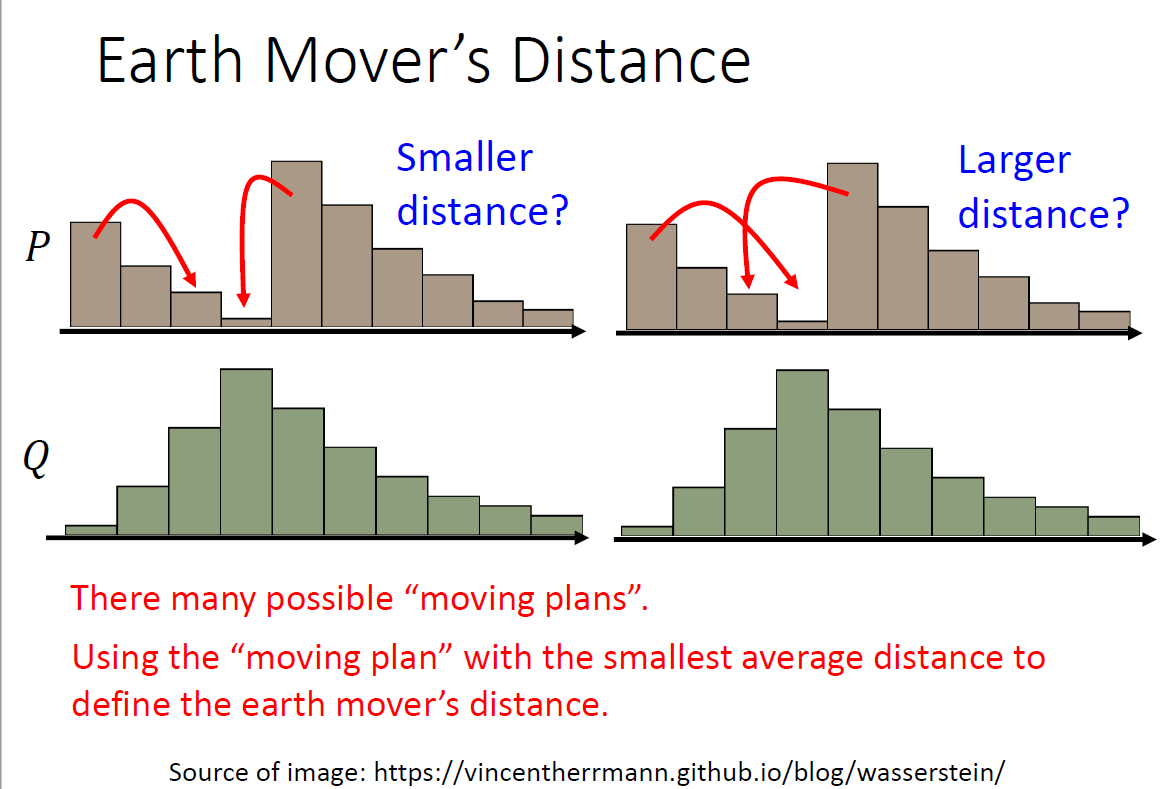 Earth Mover’s Distance
Smaller
distance?
Larger
distance?
P
Q
There many possible “moving plans”.
Using the “moving plan” with the smallest average distance to
define the earth mover’s distance.
Source of image: https://vincentherrmann.github.io/blog/wasserstein/